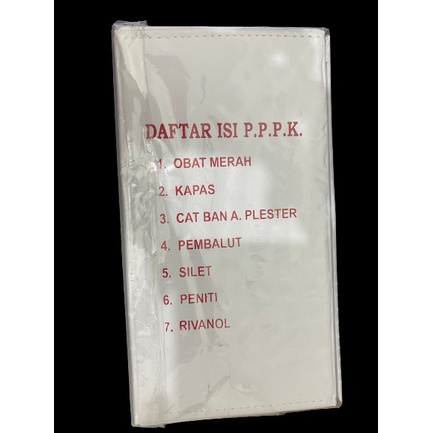 DAFTAR ISI P.P.P.K.
1. OBAT MERAH
2. KAPAS
3. CAT BAN A. PLESTER
4. PEMBALUT
5. SILET
6. PENITI
7. RIVANOL